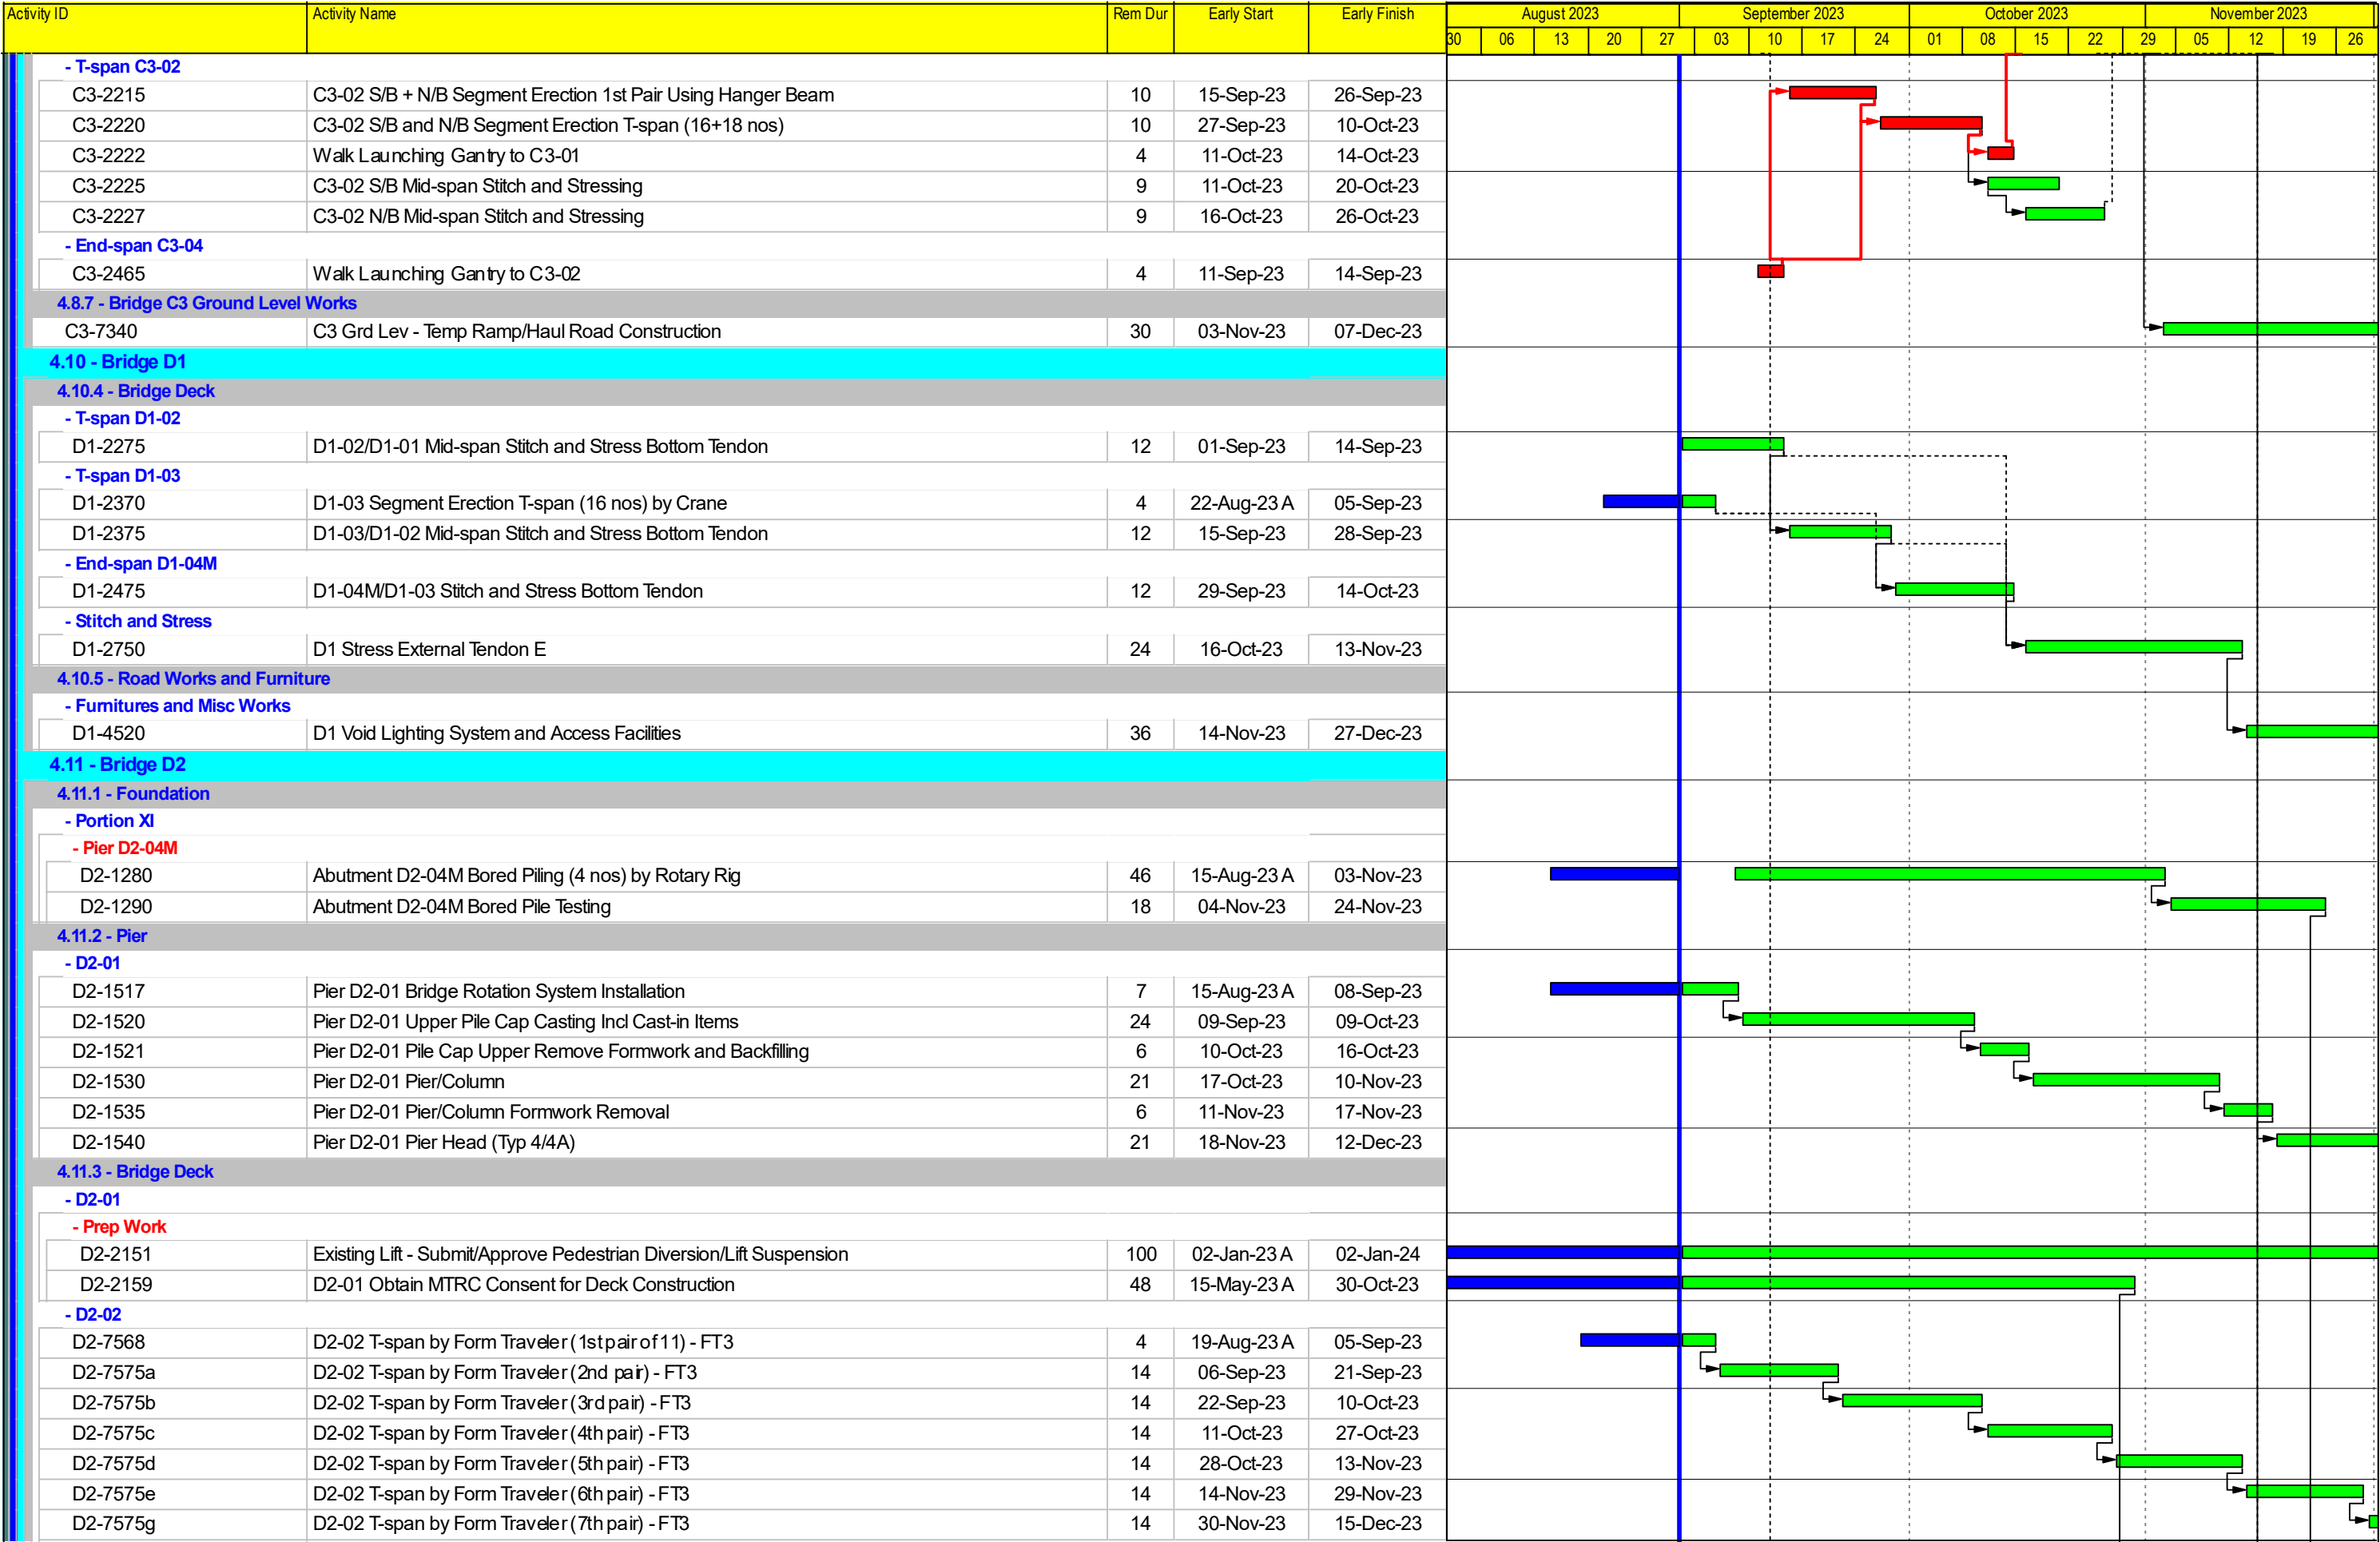 Activity ID Activity Name Rem Dur Early Start Early Finish August 2023 September 2023 October 2023 November 2023
30 06 13 20 27 03 10 17 24 01 08 15 22 29 05 12 19 26
- T-span C3-02
C3-2215 C3-02 S/B + N/B Segment Erection 1st Pair Using Hanger Beam 10 15-Sep-23 26-Sep-23
C3-2220 C3-02 S/B and N/B Segment Erection T-span (16+18 nos) 10 27-Sep-23 10-Oct-23
C3-2222 Walk Launching Gantry to C3-01 4 11-Oct-23 14-Oct-23
C3-2225 C3-02 S/B Mid-span Stitch and Stressing 9 11-Oct-23 20-Oct-23
C3-2227 C3-02 N/B Mid-span Stitch and Stressing 9 16-Oct-23 26-Oct-23
- End-span C3-04
C3-2465 Walk Launching Gantry to C3-02 4 11-Sep-23 14-Sep-23
4.8.7 - Bridge C3 Ground Level Works
C3-7340 C3 Grd Lev - Temp Ramp/Haul Road Construction 30 03-Nov-23 07-Dec-23
4.10 - Bridge D1
4.10.4 - Bridge Deck
- T-span D1-02
D1-2275 D1-02/D1-01 Mid-span Stitch and Stress Bottom Tendon 12 01-Sep-23 14-Sep-23
- T-span D1-03
D1-2370 D1-03 Segment Erection T-span (16 nos) by Crane 4 22-Aug-23 A 05-Sep-23
D1-2375 D1-03/D1-02 Mid-span Stitch and Stress Bottom Tendon 12 15-Sep-23 28-Sep-23
- End-span D1-04M
D1-2475 D1-04M/D1-03 Stitch and Stress Bottom Tendon 12 29-Sep-23 14-Oct-23
- Stitch and Stress
D1-2750 D1 Stress External Tendon E 24 16-Oct-23 13-Nov-23
4.10.5 - Road Works and Furniture
- Furnitures and Misc Works
D1-4520 D1 Void Lighting System and Access Facilities 36 14-Nov-23 27-Dec-23
4.11 - Bridge D2
4.11.1 - Foundation
- Portion XI
- Pier D2-04M
D2-1280 Abutment D2-04M Bored Piling (4 nos) by Rotary Rig 46 15-Aug-23 A 03-Nov-23
D2-1290 Abutment D2-04M Bored Pile Testing 18 04-Nov-23 24-Nov-23
4.11.2 - Pier
- D2-01
D2-1517 Pier D2-01 Bridge Rotation System Installation 7 15-Aug-23 A 08-Sep-23
D2-1520 Pier D2-01 Upper Pile Cap Casting Incl Cast-in Items 24 09-Sep-23 09-Oct-23
D2-1521 Pier D2-01 Pile Cap Upper Remove Formwork and Backfilling 6 10-Oct-23 16-Oct-23
D2-1530 Pier D2-01 Pier/Column 21 17-Oct-23 10-Nov-23
D2-1535 Pier D2-01 Pier/Column Formwork Removal 6 11-Nov-23 17-Nov-23
D2-1540 Pier D2-01 Pier Head (Typ 4/4A) 21 18-Nov-23 12-Dec-23
4.11.3 - Bridge Deck
- D2-01
- Prep Work
D2-2151 Existing Lift - Submit/Approve Pedestrian Diversion/Lift Suspension 100 02-Jan-23 A 02-Jan-24
D2-2159 D2-01 Obtain MTRC Consent for Deck Construction 48 15-May-23 A 30-Oct-23
- D2-02
D2-7568 D2-02 T-span by Form Traveler (1st pair of 11) - FT3 4 19-Aug-23 A 05-Sep-23
D2-7575a D2-02 T-span by Form Traveler (2nd pair) - FT3 14 06-Sep-23 21-Sep-23
D2-7575b D2-02 T-span by Form Traveler (3rd pair) - FT3 14 22-Sep-23 10-Oct-23
D2-7575c D2-02 T-span by Form Traveler (4th pair) - FT3 14 11-Oct-23 27-Oct-23
D2-7575d D2-02 T-span by Form Traveler (5th pair) - FT3 14 28-Oct-23 13-Nov-23
D2-7575e D2-02 T-span by Form Traveler (6th pair) - FT3 14 14-Nov-23 29-Nov-23
D2-7575g D2-02 T-span by Form Traveler (7th pair) - FT3 14 30-Nov-23 15-Dec-23